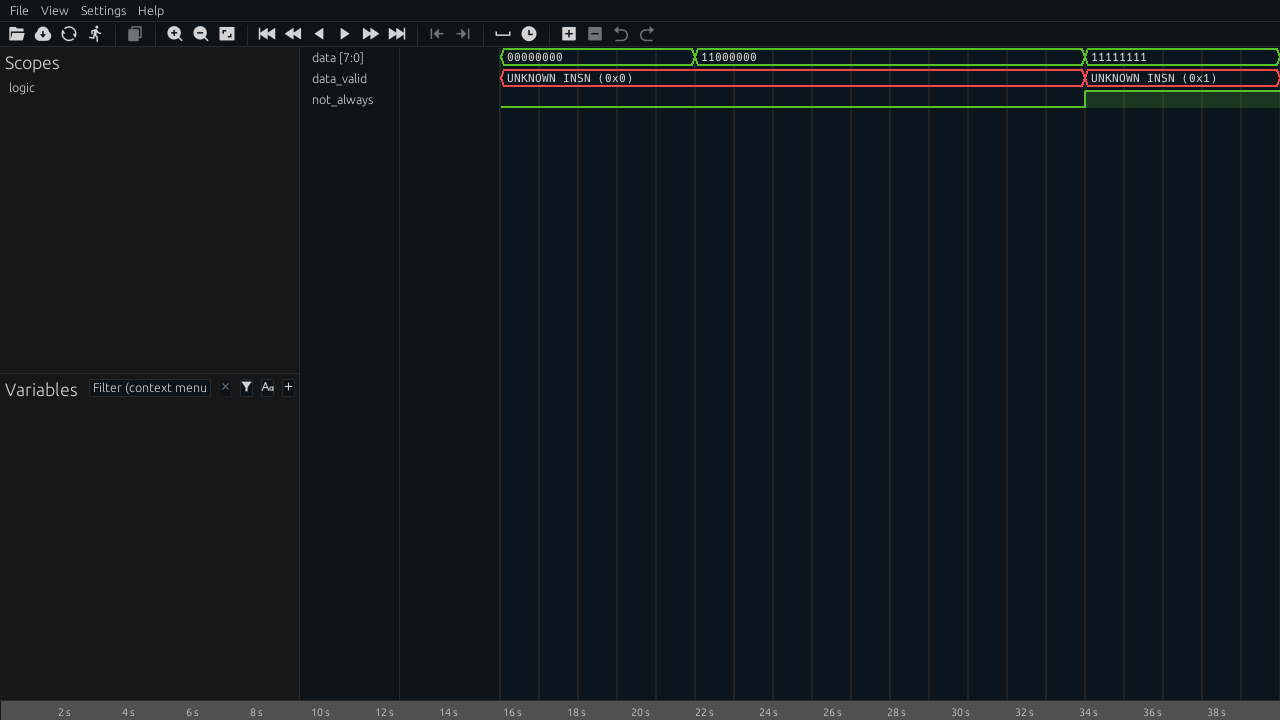 File View Settings Help
Scopes
logic
data [7:0]
data_valid
not_always
00000000 11000000 11111111
UNKNOWN INSN (0x0) UNKNOWN INSN (0x1)
Variables Filter (context menu × Aa +
2 s 4 s 6 s 8 s 10 s 12 s 14 s 16 s 18 s 20 s 22 s 24 s 26 s 28 s 30 s 32 s 34 s 36 s 38 s